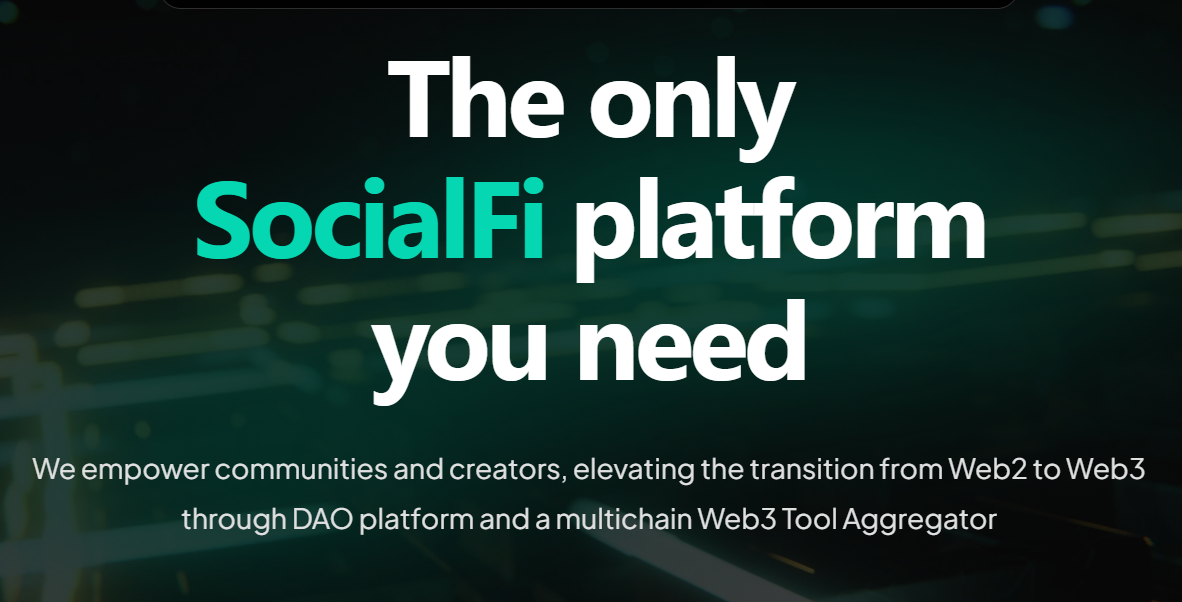 The only
SocialFi platform
you need
We empower communities and creators, elevating the transition from Web2 to Web3
through DAO platform and a multichain Web3 Tool Aggregator